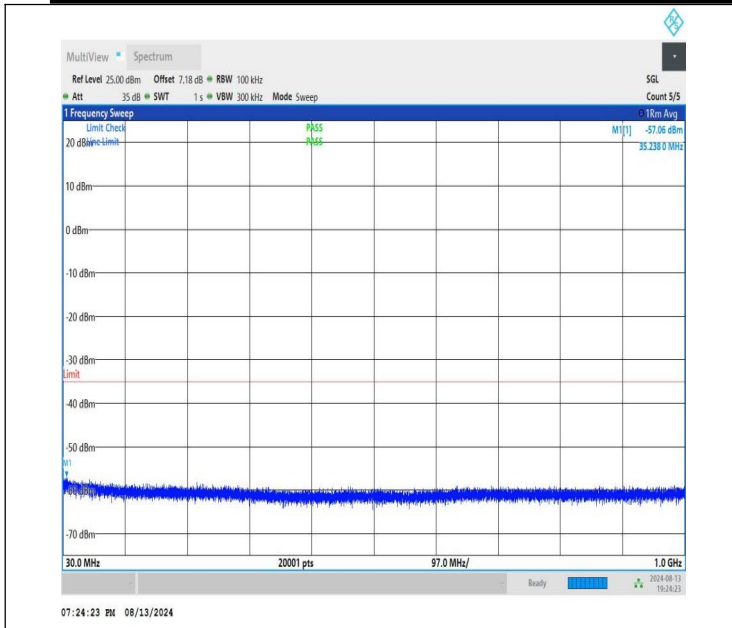 R&S
MultiView Spectrum
Ref Level 25.00 dBm Offset 7.18 dB RBW 100 kHz SGL
Att 35 dB SWT 1 s VBW 300 kHz Mode Sweep Count 5/5
1 Frequency Sweep 1Rm Avg
Limit Check PASS M1[1] -57.06 dBm
20 dBm Line Limit PASS 35.238 0 MHz
10 dBm
0 dBm
-10 dBm
-20 dBm
-30 dBm
Limit
-40 dBm
-50 dBm
M1
-60 dBm
-70 dBm
30.0 MHz 20001 pts 97.0 MHz/ 1.0 GHz
Ready 2024-08-13
19:24:23
07:24:23 PM 08/13/2024